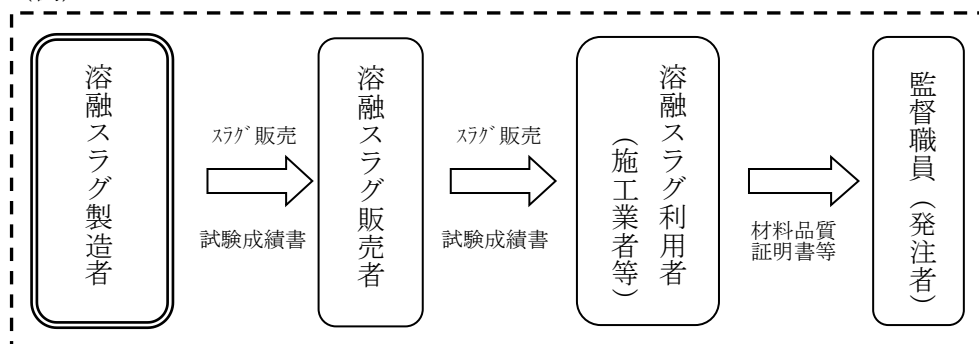 溶融スラグ製造者
ｽﾗｸﾞ販売
試験成績書
溶融スラグ販売者
ｽﾗｸﾞ販売
試験成績書
溶融スラグ利用者
（施工業者等）
材料品質
証明書等
監督職員（発注者）